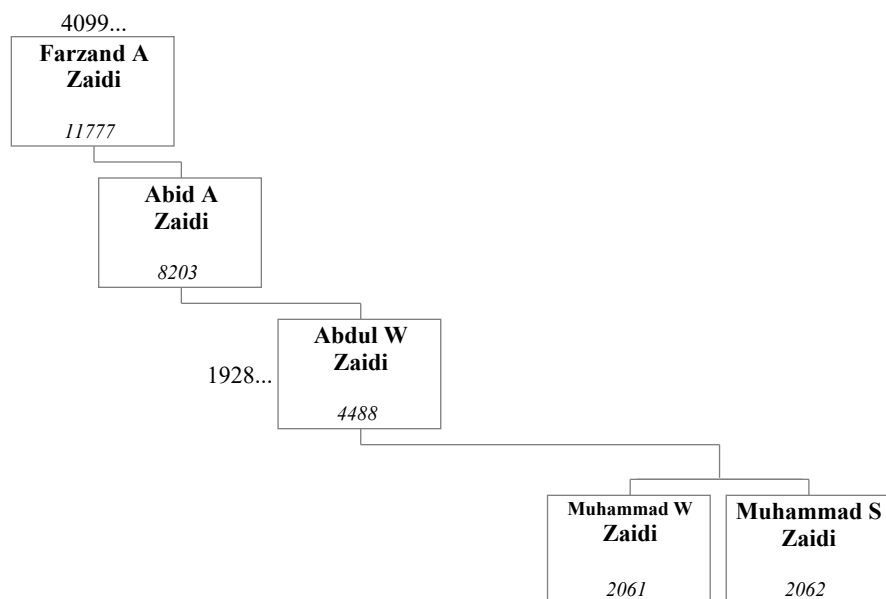 4099...
Farzand A
Zaidi
11777
Abid A
Zaidi
8203
Abdul W
Zaidi
1928...
4488
Muhammad W
Zaidi
2061
Muhammad S
Zaidi
2062